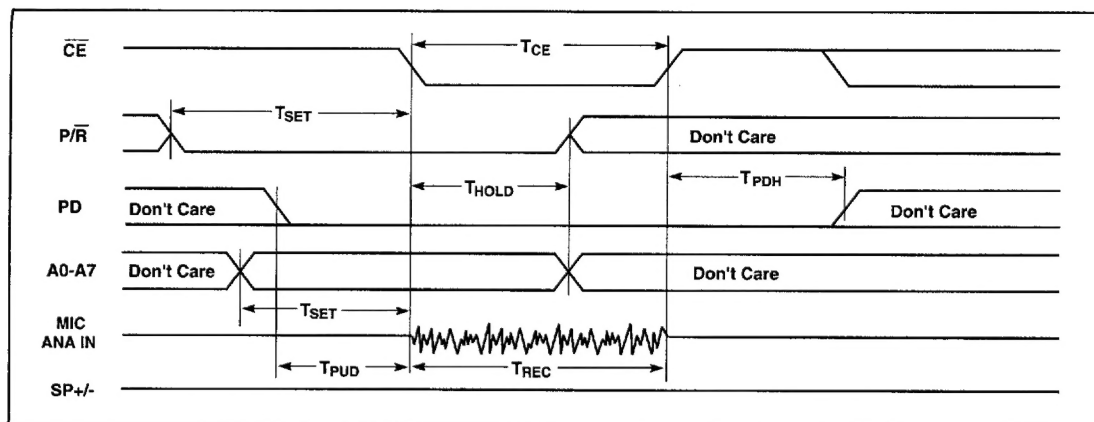 CE
T_CE
P/R
T_SET
Don't Care
PD
Don't Care
T_HOLD
T_PDH
Don't Care
A0-A7
Don't Care
Don't Care
T_SET
MIC
ANA IN
T_PUD
T_REC
SP+/-